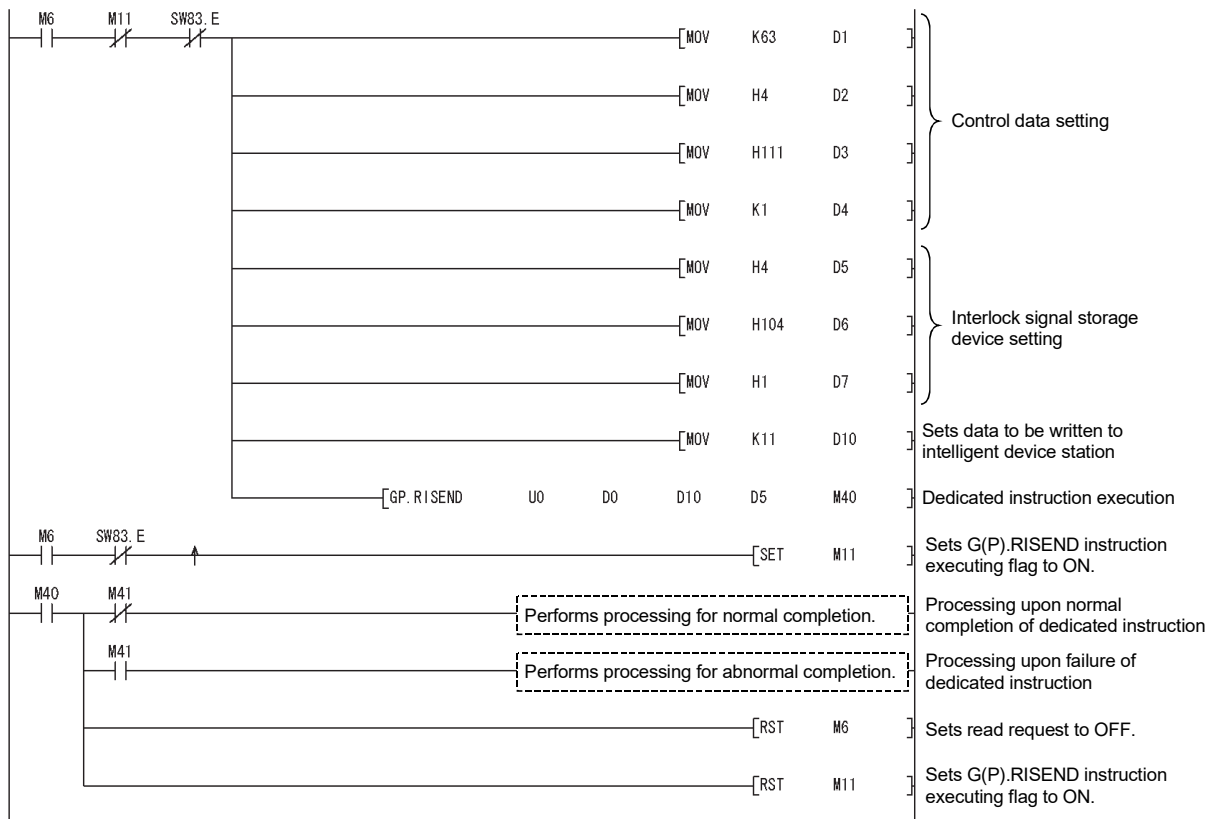 M6 M11 SW83.E
[MOV K63 D1 ]
[MOV H4 D2 ]
Control data setting
[MOV H111 D3 ]
[MOV K1 D4 ]
[MOV H4 D5 ]
[MOV H104 D6 ]
Interlock signal storage
device setting
[MOV H1 D7 ]
[MOV K11 D10 ]
Sets data to be written to
intelligent device station
[GP.RISEND U0 D0 D10 D5 M40 ]
Dedicated instruction execution
M6 SW83.E
[SET M11 ]
Sets G(P).RISEND instruction
executing flag to ON.
M40 M41
Performs processing for normal completion.
Processing upon normal
completion of dedicated instruction
M41
Performs processing for abnormal completion.
Processing upon failure of
dedicated instruction
[RST M6 ]
Sets read request to OFF.
[RST M11 ]
Sets G(P).RISEND instruction
executing flag to ON.